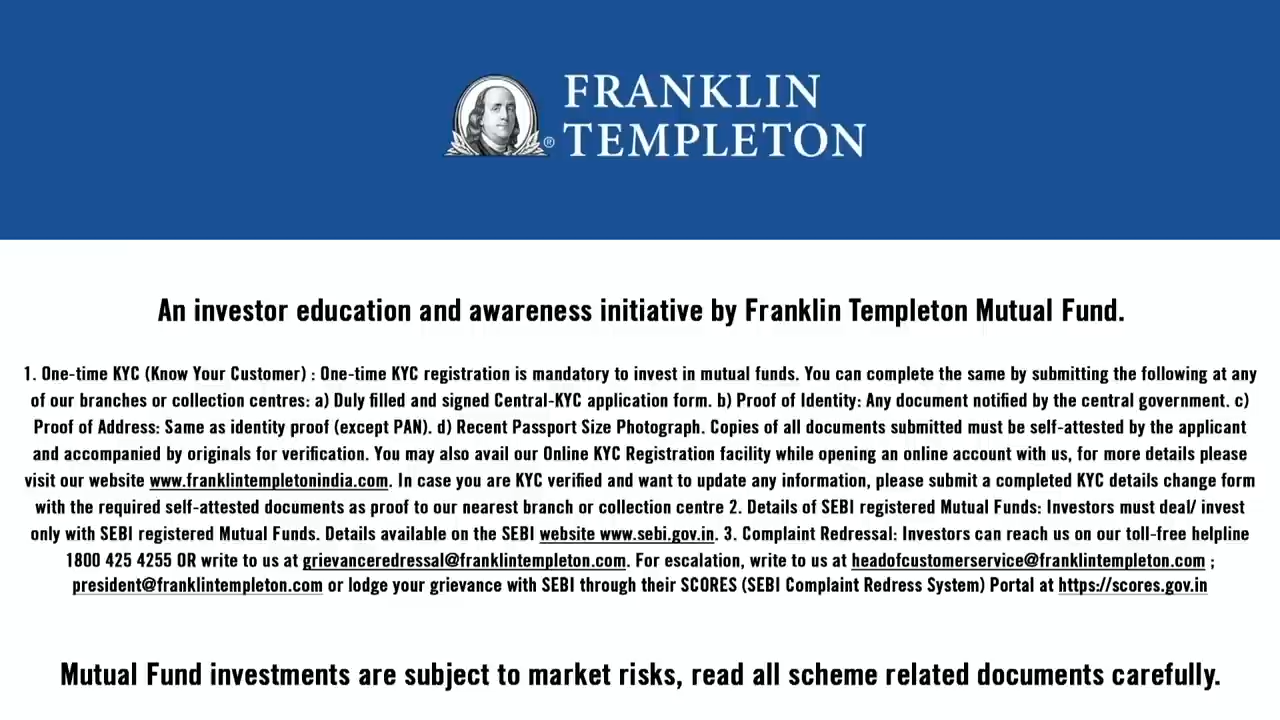 FRANKLIN
TEMPLETON
®
An investor education and awareness initiative by Franklin Templeton Mutual Fund.
1. One-time KYC (Know Your Customer) : One-time KYC registration is mandatory to invest in mutual funds. You can complete the same by submitting the following at any
of our branches or collection centres: a) Duly filled and signed Central-KYC application form. b) Proof of Identity: Any document notified by the central government. c)
Proof of Address: Same as identity proof (except PAN). d) Recent Passport Size Photograph. Copies of all documents submitted must be self-attested by the applicant
and accompanied by originals for verification. You may also avail our Online KYC Registration facility while opening an online account with us, for more details please
visit our website www.franklintempletonindia.com. In case you are KYC verified and want to update any information, please submit a completed KYC details change form
with the required self-attested documents as proof to our nearest branch or collection centre 2. Details of SEBI registered Mutual Funds: Investors must deal/ invest
only with SEBI registered Mutual Funds. Details available on the SEBI website www.sebi.gov.in. 3. Complaint Redressal: Investors can reach us on our toll-free helpline
1800 425 4255 OR write to us at grievanceredressal@franklintempleton.com. For escalation, write to us at headofcustomerservice@franklintempleton.com ;
president@franklintempleton.com or lodge your grievance with SEBI through their SCORES (SEBI Complaint Redress System) Portal at https://scores.gov.in
Mutual Fund investments are subject to market risks, read all scheme related documents carefully.